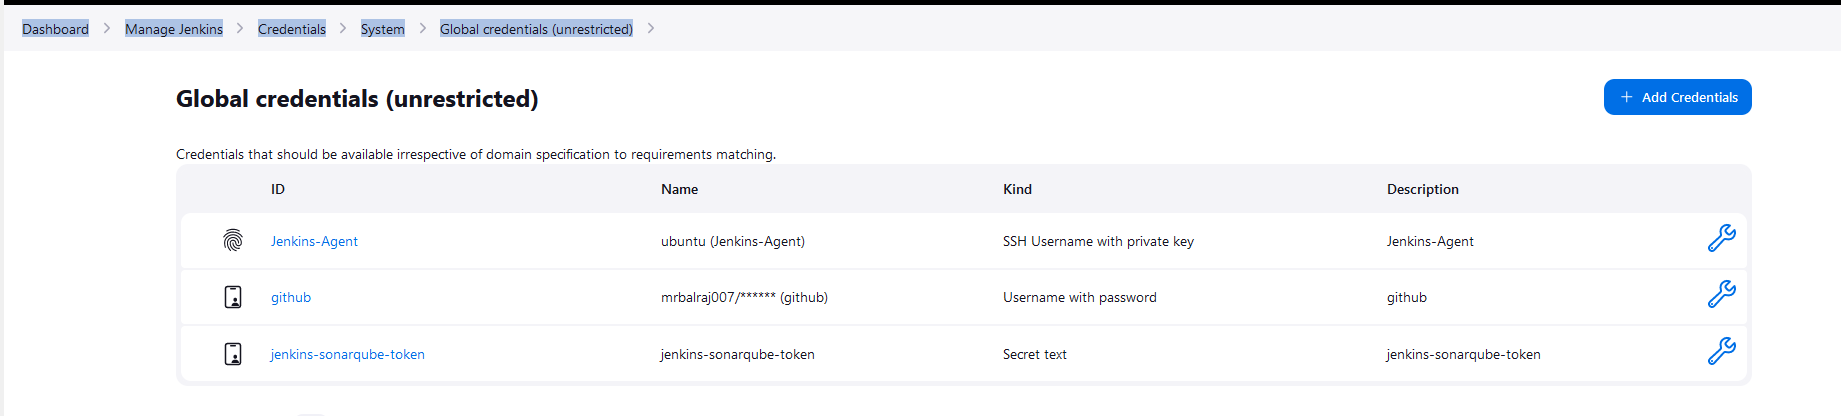 Dashboard > Manage Jenkins > Credentials > System > Global credentials (unrestricted) >
Global credentials (unrestricted)
+ Add Credentials
Credentials that should be available irrespective of domain specification to requirements matching.
ID Name Kind Description
Jenkins-Agent ubuntu (Jenkins-Agent) SSH Username with private key Jenkins-Agent
github mrbalraj007/****** (github) Username with password github
jenkins-sonarqube-token jenkins-sonarqube-token Secret text jenkins-sonarqube-token